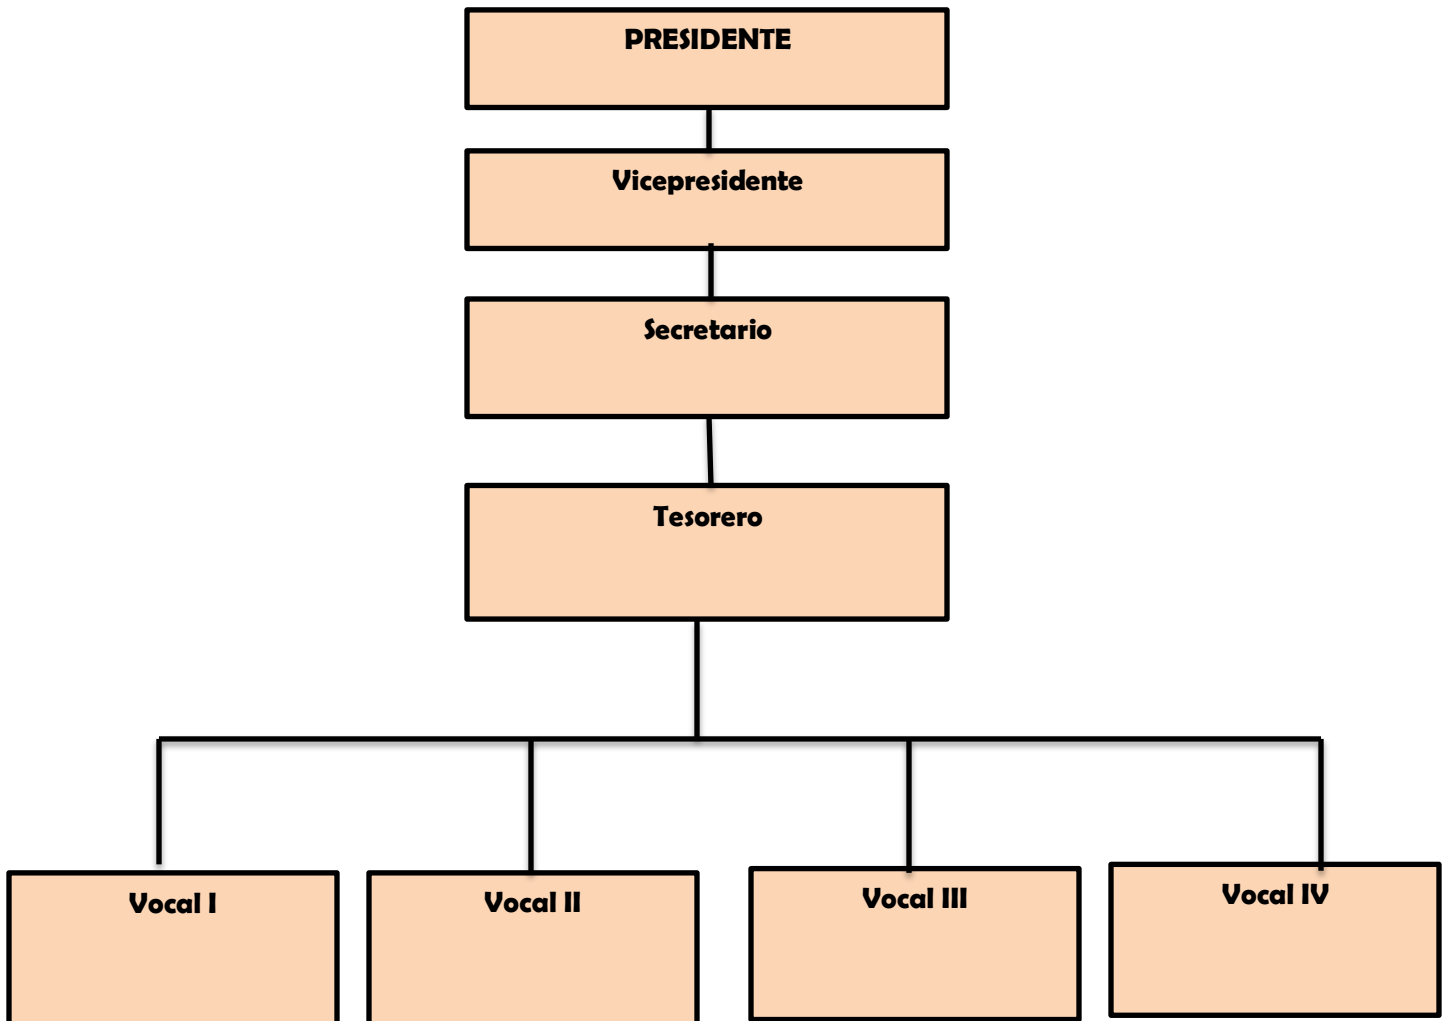 PRESIDENTE
Vicepresidente
Secretario
Tesorero
Vocal I
Vocal II
Vocal III
Vocal IV